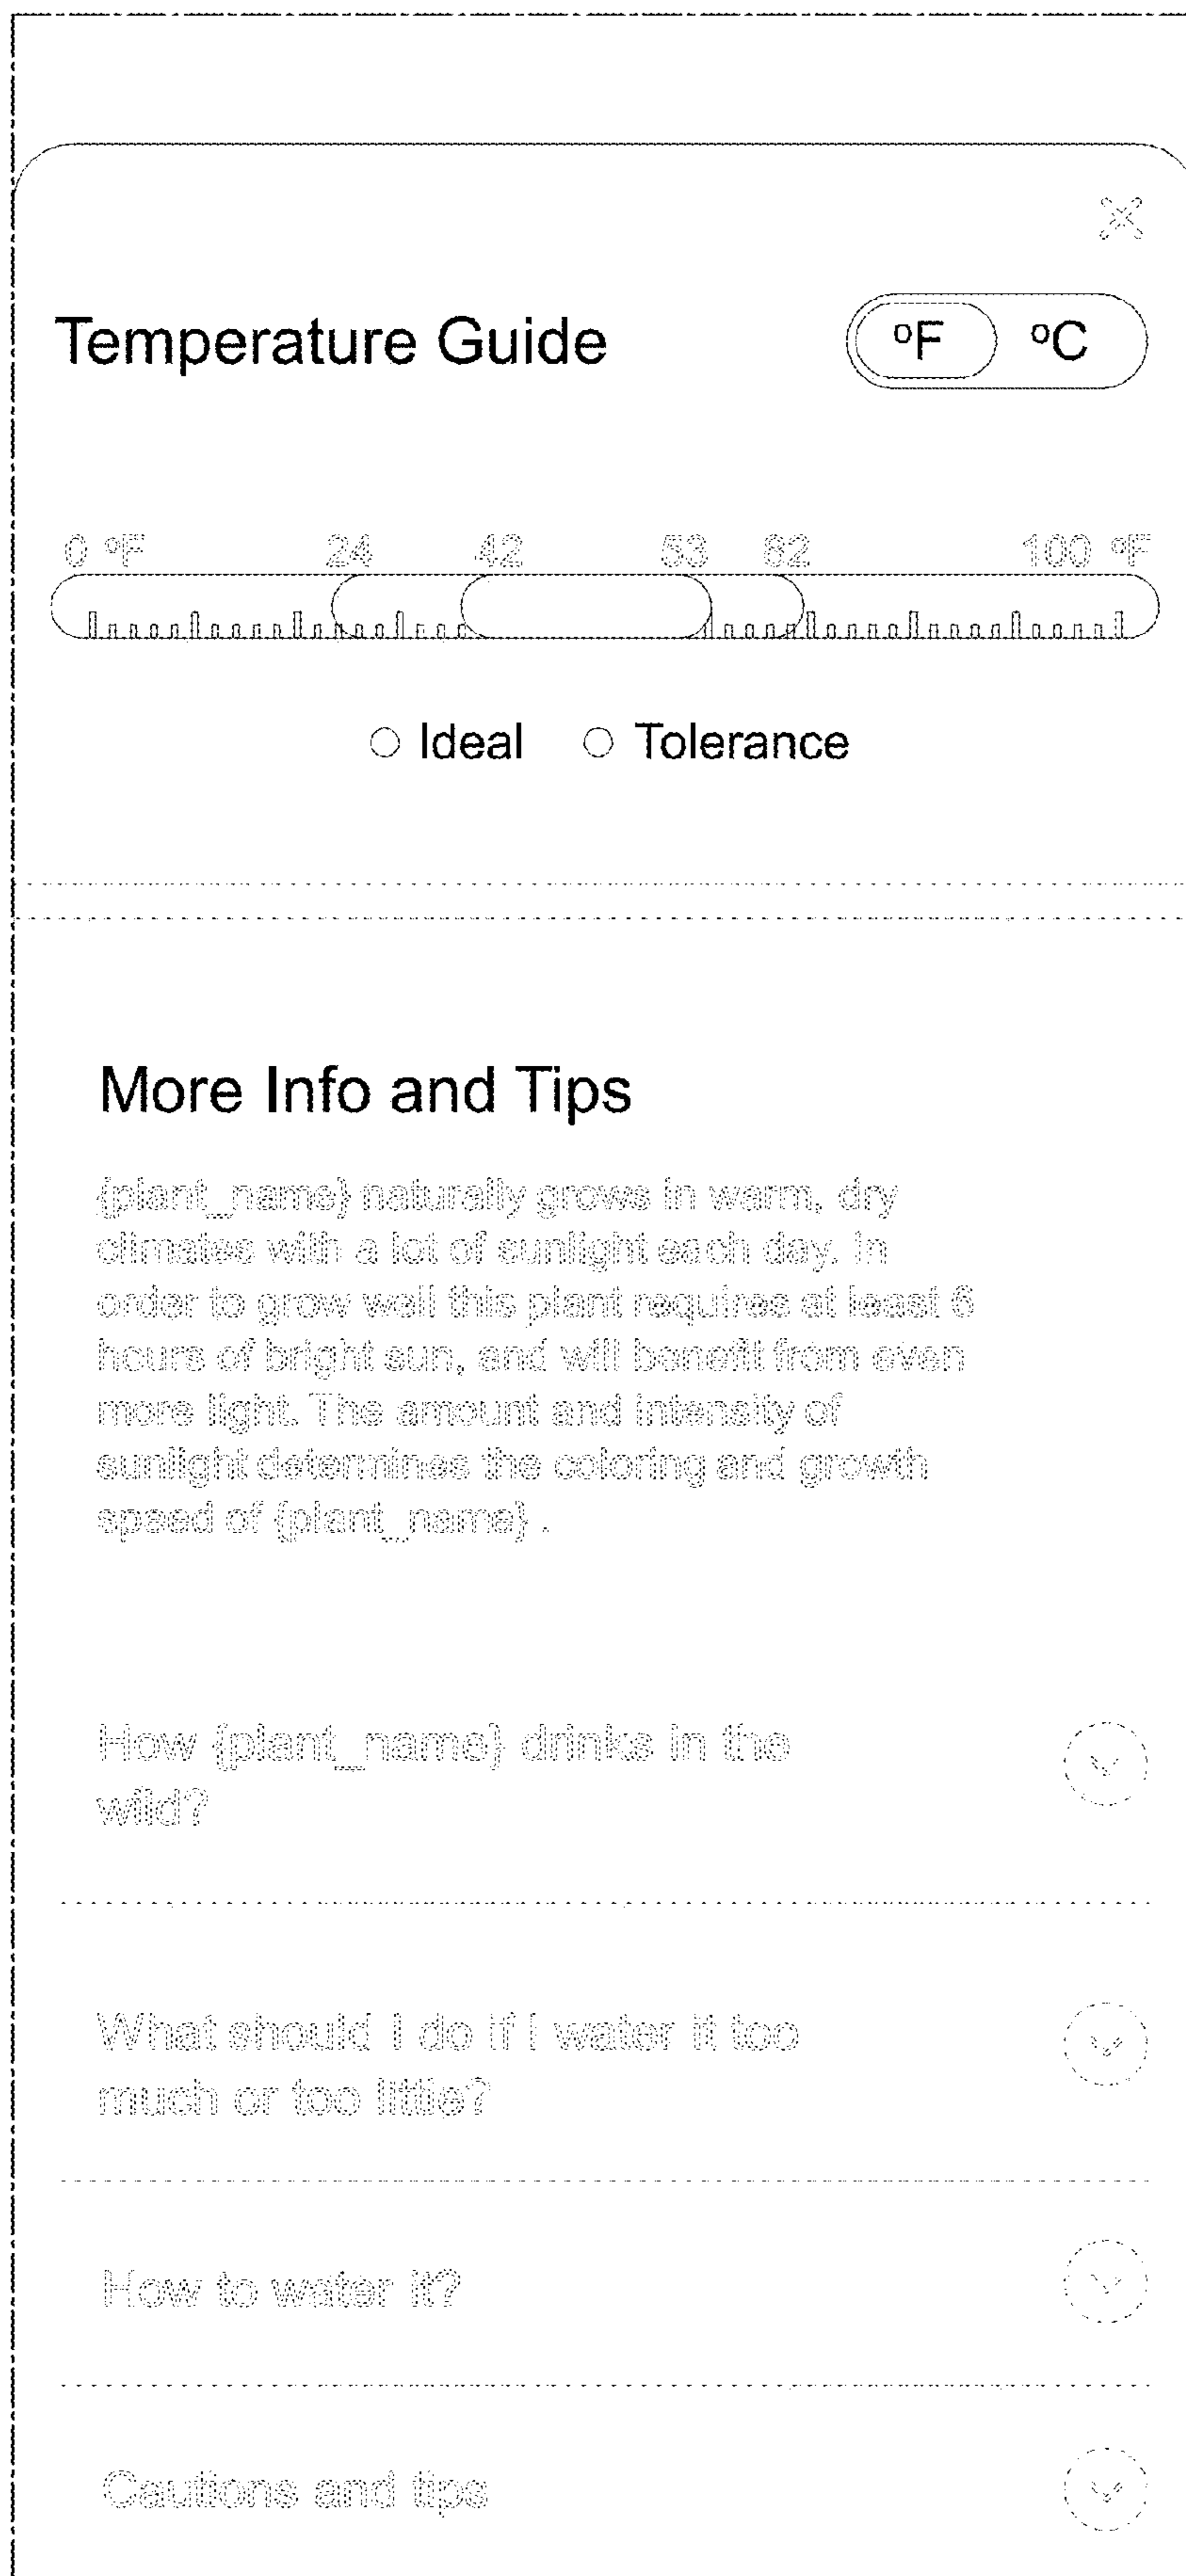 Temperature Guide
ºF ºC
0 ºF 24 42 53 62 100 ºF
Ideal Tolerance
More Info and Tips
{plant_name} naturally grows in warm, dry
climates with a lot of sunlight each day. In
order to grow well this plant requires at least 6
hours of bright sun, and will benefit from even
more light. The amount and intensity of
sunlight determines the coloring and growth
speed of {plant_name} .
How {plant_name} drinks in the
wild?
What should I do if I water it too
much or too little?
How to water it?
Cautions and tips